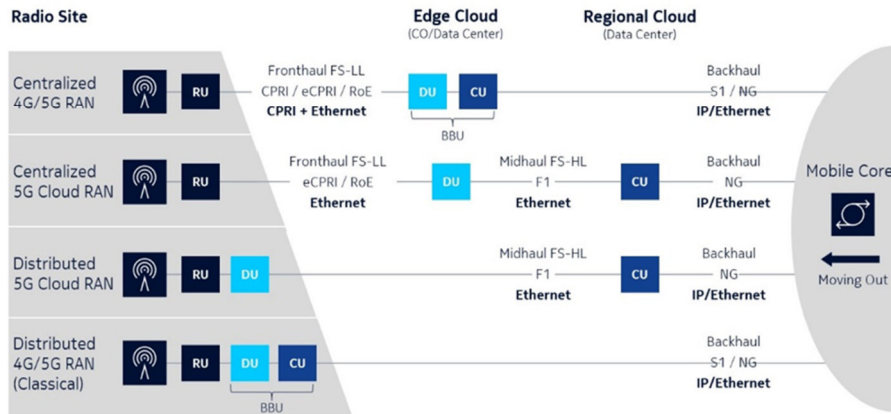 Radio Site
Edge Cloud
(CO/Data Center)
Regional Cloud
(Data Center)
Centralized
4G/5G RAN
RU
Fronthaul FS-LL
CPRI / eCPRI / RoE
CPRI + Ethernet
DU
CU
BBU
Backhaul
S1 / NG
IP/Ethernet
Centralized
5G Cloud RAN
RU
Fronthaul FS-LL
eCPRI / RoE
Ethernet
DU
Midhaul FS-HL
F1
Ethernet
CU
Backhaul
NG
IP/Ethernet
Distributed
5G Cloud RAN
RU
DU
Midhaul FS-HL
F1
Ethernet
CU
Backhaul
NG
IP/Ethernet
Distributed
4G/5G RAN
(Classical)
RU
DU
CU
BBU
Backhaul
S1 / NG
IP/Ethernet
Mobile Core
Moving Out